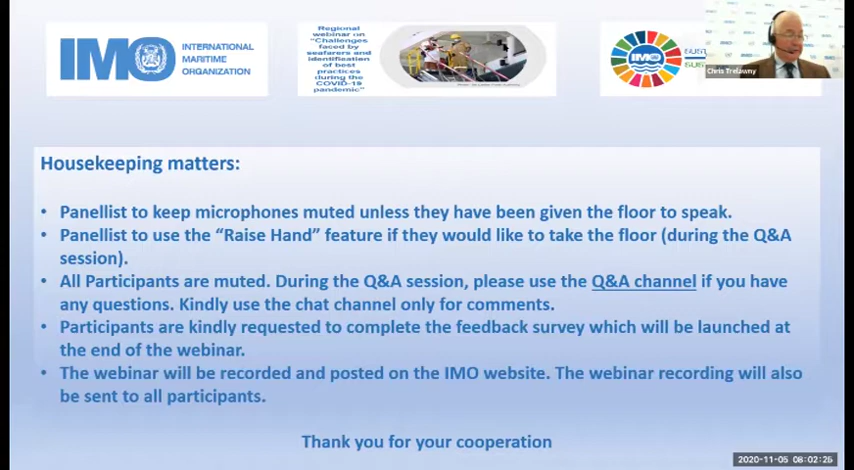 IMO
INTERNATIONAL
MARITIME
ORGANIZATION
Regional
webinar on
"Challenges
faced by
seafarers and
identification
of best
practices
during the
COVID-19
pandemic"
IMO
Chris Trelawny
Housekeeping matters:
• Panellist to keep microphones muted unless they have been given the floor to speak.
• Panellist to use the "Raise Hand" feature if they would like to take the floor (during the Q&A
session).
• All Participants are muted. During the Q&A session, please use the Q&A channel if you have
any questions. Kindly use the chat channel only for comments.
• Participants are kindly requested to complete the feedback survey which will be launched at
the end of the webinar.
• The webinar will be recorded and posted on the IMO website. The webinar recording will also
be sent to all participants.
Thank you for your cooperation
2020-11-05 08:02:25